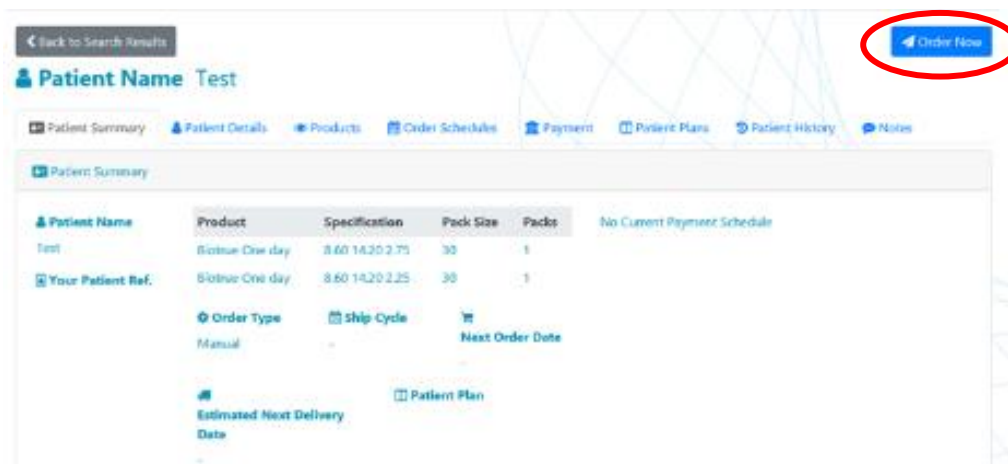 Back to Search Results
Order Now
Patient Name Test
Patient Summary Patient Details Products Order Schedules Payment Patient Plans Patient History Notes
Patient Summary
Patient Name Product Specification Pack Size Packs No Current Payment Schedule
Test Biotrue One day 8.60 14.20 2.75 30 1
Your Patient Ref. Biotrue One day 8.60 14.20 2.25 30 1
Order Type Ship Cycle
Next Order Date
Manual -
-
Patient Plan
Estimated Next Delivery
Date
-